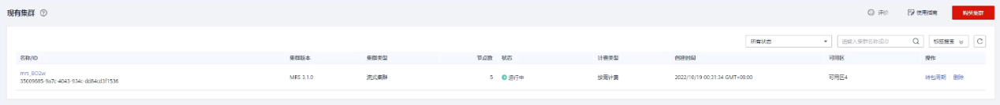 现有集群
评价
使用指南
购买集群
所有状态
请输入集群名称或ID
标签搜索
名称/ID 集群版本 集群类型 节点数 状态 计费类型 创建时间 可用区 操作
mrs_BO2w
35009685-9a7c-4043-934c-dd84cd3f1536
MRS 3.1.0 流式集群 5 运行中 按需计费 2022/10/19 00:31:34 GMT+08:00 可用区4 转包周期 删除